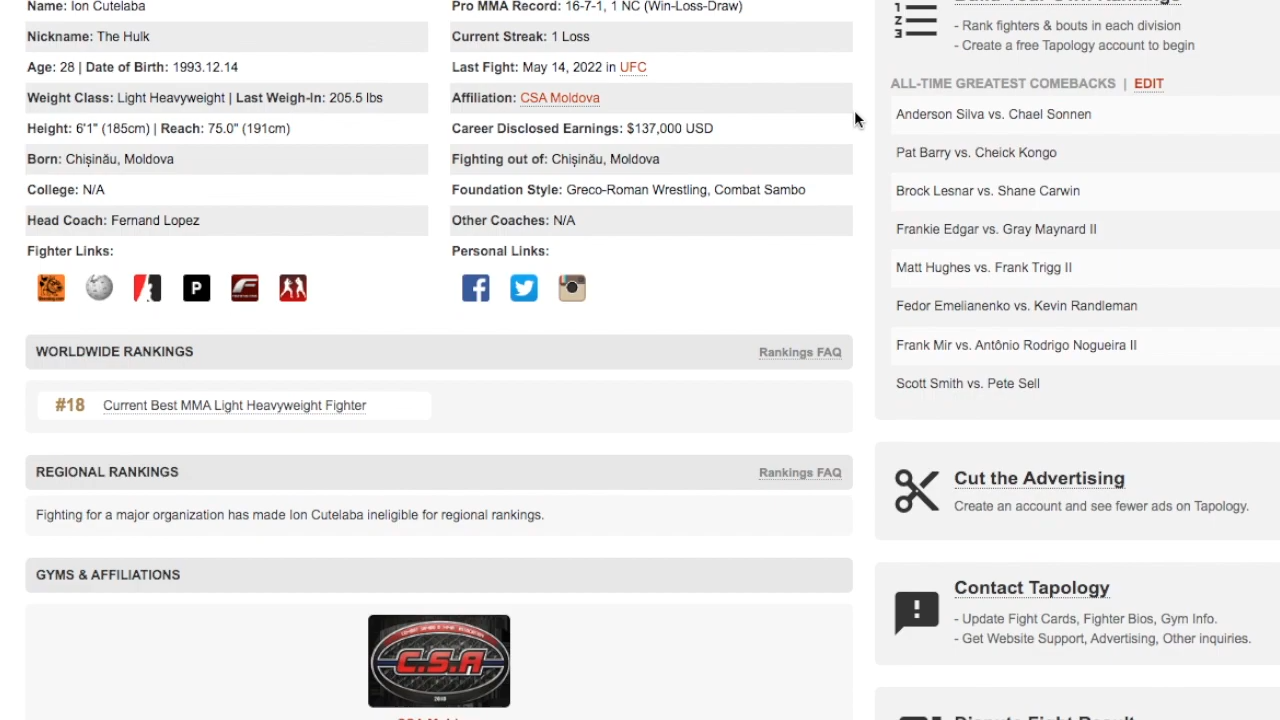 Name: Ion Cutelaba
Nickname: The Hulk
Age: 28 | Date of Birth: 1993.12.14
Weight Class: Light Heavyweight | Last Weigh-In: 205.5 lbs
Height: 6'1" (185cm) | Reach: 75.0" (191cm)
Born: Chișinău, Moldova
College: N/A
Head Coach: Fernand Lopez
Fighter Links:
P
Pro MMA Record: 16-7-1, 1 NC (Win-Loss-Draw)
Current Streak: 1 Loss
Last Fight: May 14, 2022 in UFC
Affiliation: CSA Moldova
Career Disclosed Earnings: $137,000 USD
Fighting out of: Chișinău, Moldova
Foundation Style: Greco-Roman Wrestling, Combat Sambo
Other Coaches: N/A
Personal Links:
WORLDWIDE RANKINGS
Rankings FAQ
#18 Current Best MMA Light Heavyweight Fighter
REGIONAL RANKINGS
Rankings FAQ
Fighting for a major organization has made Ion Cutelaba ineligible for regional rankings.
GYMS & AFFILIATIONS
C.S.A
- Rank fighters & bouts in each division
- Create a free Tapology account to begin
ALL-TIME GREATEST COMEBACKS | EDIT
Anderson Silva vs. Chael Sonnen
Pat Barry vs. Cheick Kongo
Brock Lesnar vs. Shane Carwin
Frankie Edgar vs. Gray Maynard II
Matt Hughes vs. Frank Trigg II
Fedor Emelianenko vs. Kevin Randleman
Frank Mir vs. Antônio Rodrigo Nogueira II
Scott Smith vs. Pete Sell
Cut the Advertising
Create an account and see fewer ads on Tapology.
Contact Tapology
- Update Fight Cards, Fighter Bios, Gym Info.
- Get Website Support, Advertising, Other inquiries.